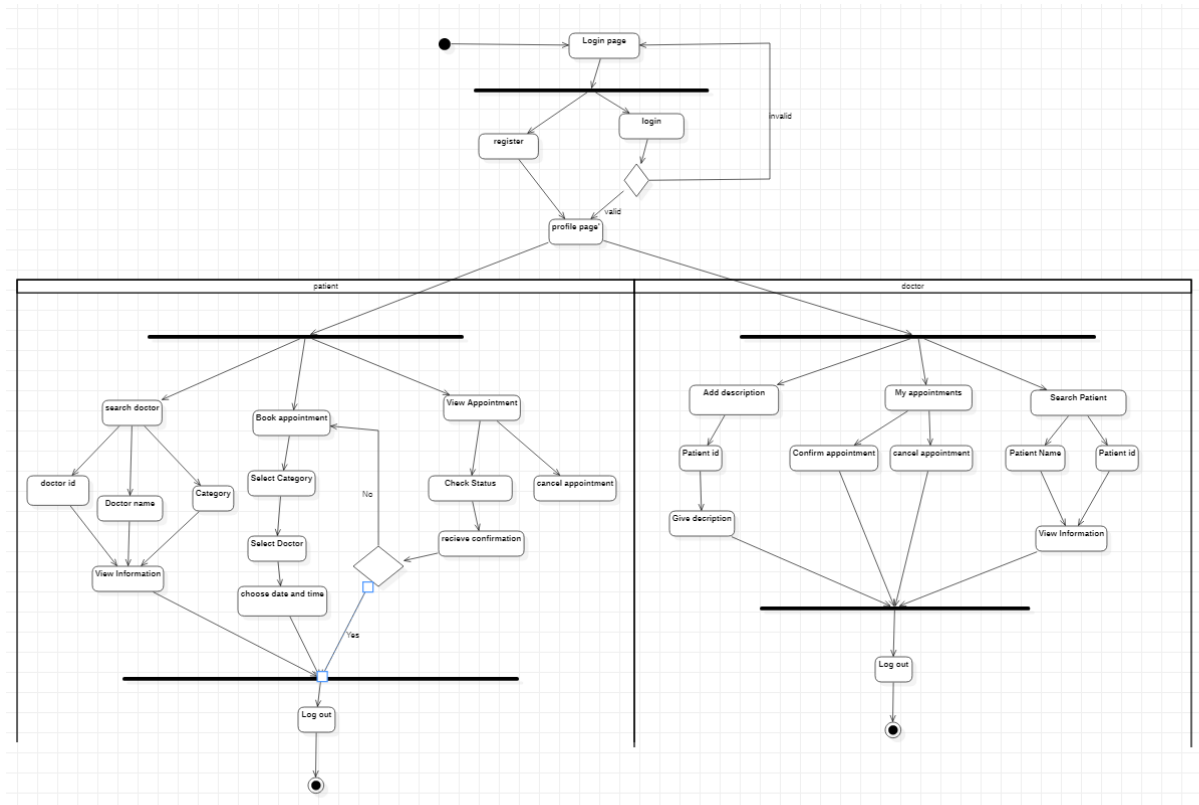 Login page
login
invalid
register
valid
profile page'
patient
doctor
Add description
My appointments
Search Patient
search doctor
View Appointment
Book appointment
Patient id
Confirm appointment
cancel appointment
Patient Name
Patient id
doctor id
Doctor name
Category
Select Category
No
Check Status
cancel appointment
Give decription
View Information
recieve confirmation
Select Doctor
View Information
choose date and time
Yes
Log out
Log out